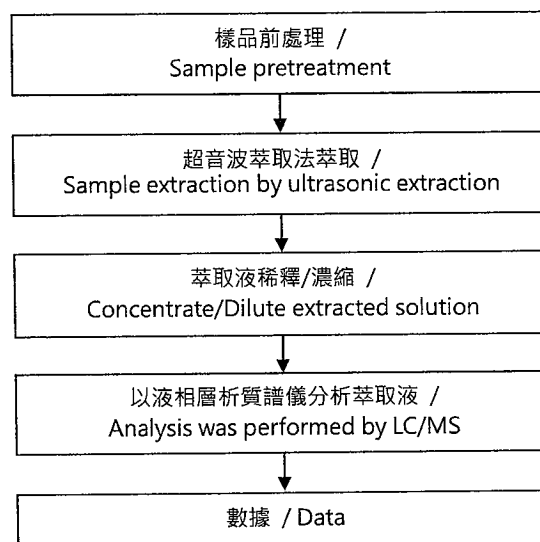 樣品前處理 /
Sample pretreatment
超音波萃取法萃取 /
Sample extraction by ultrasonic extraction
萃取液稀釋/濃縮 /
Concentrate/Dilute extracted solution
以液相層析質譜儀分析萃取液 /
Analysis was performed by LC/MS
數據 / Data